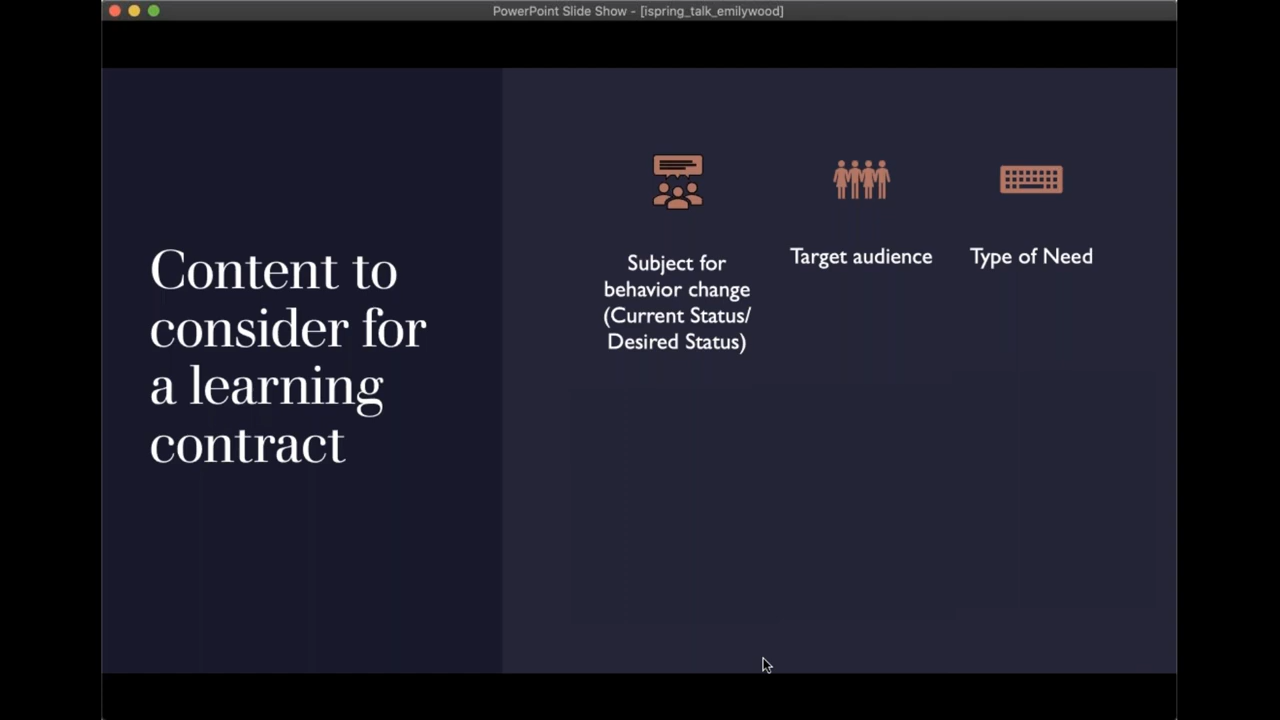 PowerPoint Slide Show - [ispring_talk_emilywood]
Content to
consider for
a learning
contract
Subject for
behavior change
(Current Status/
Desired Status)
Target audience
Type of Need